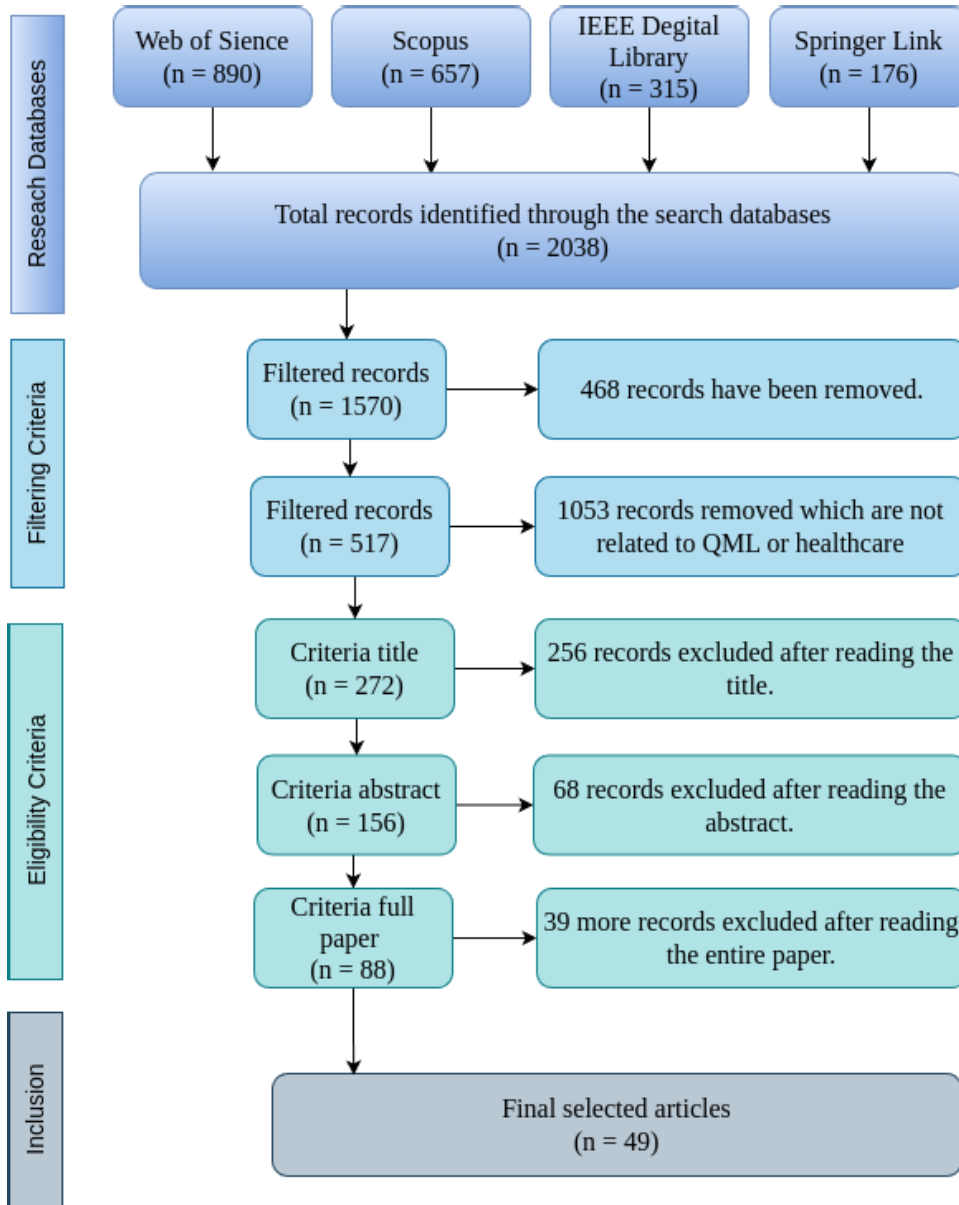 Reseach Databases
Web of Sience
(n = 890)
Scopus
(n = 657)
IEEE Degital
Library
(n = 315)
Springer Link
(n = 176)
Total records identified through the search databases
(n = 2038)
Filtering Criteria
Filtered records
(n = 1570)
468 records have been removed.
Filtered records
(n = 517)
1053 records removed which are not
related to QML or healthcare
Eligibility Criteria
Criteria title
(n = 272)
256 records excluded after reading the
title.
Criteria abstract
(n = 156)
68 records excluded after reading the
abstract.
Criteria full
paper
(n = 88)
39 more records excluded after reading
the entire paper.
Inclusion
Final selected articles
(n = 49)